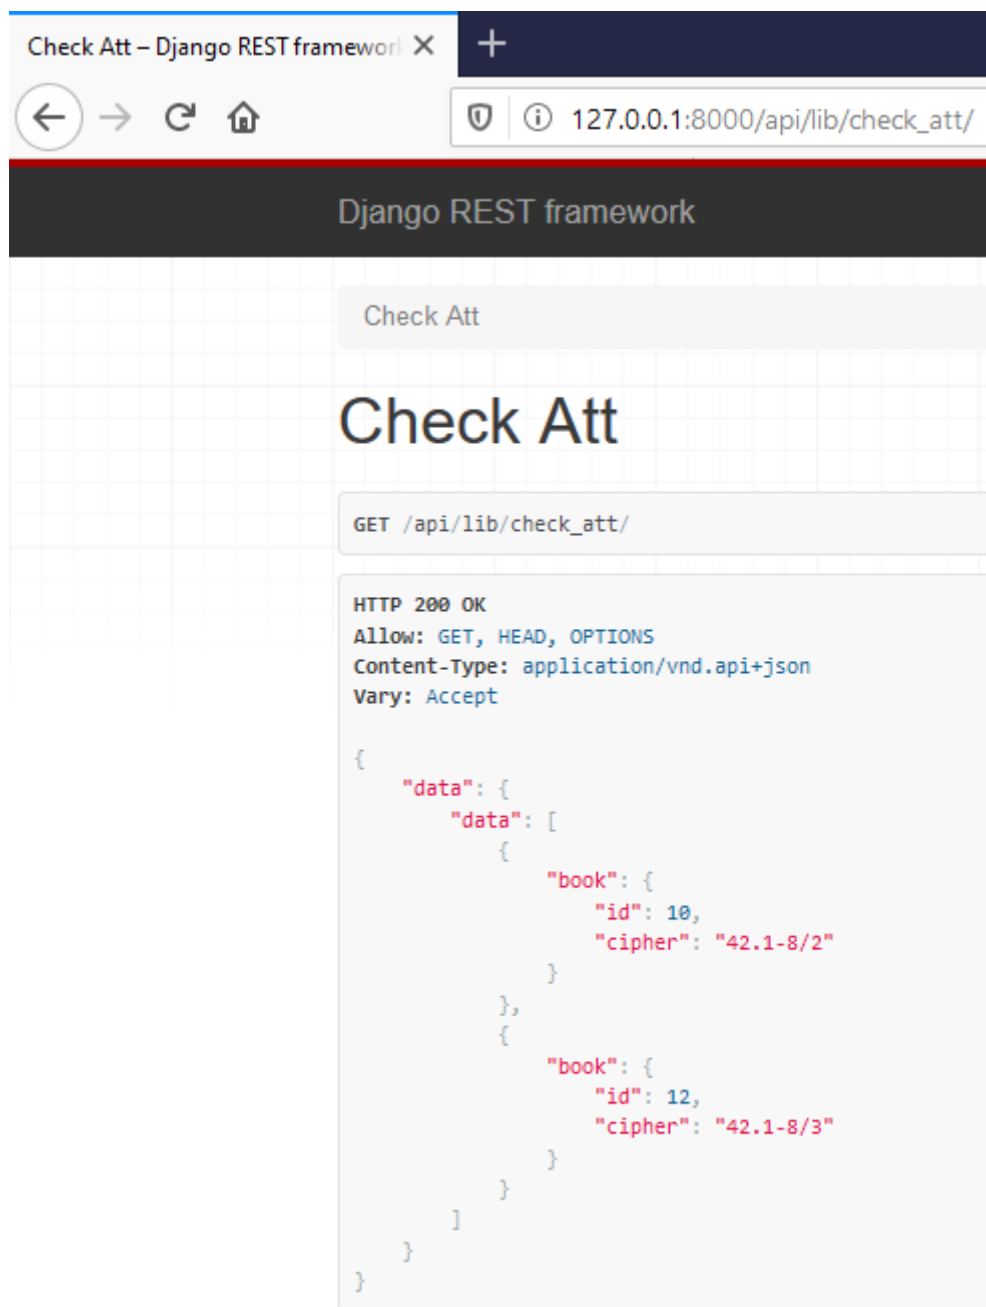 Check Att – Django REST framework
127.0.0.1:8000/api/lib/check_att/
Django REST framework
Check Att
Check Att
GET /api/lib/check_att/
HTTP 200 OK
Allow: GET, HEAD, OPTIONS
Content-Type: application/vnd.api+json
Vary: Accept
{
    "data": {
        "data": [
            {
                "book": {
                    "id": 10,
                    "cipher": "42.1-8/2"
                }
            },
            {
                "book": {
                    "id": 12,
                    "cipher": "42.1-8/3"
                }
            }
        ]
    }
}